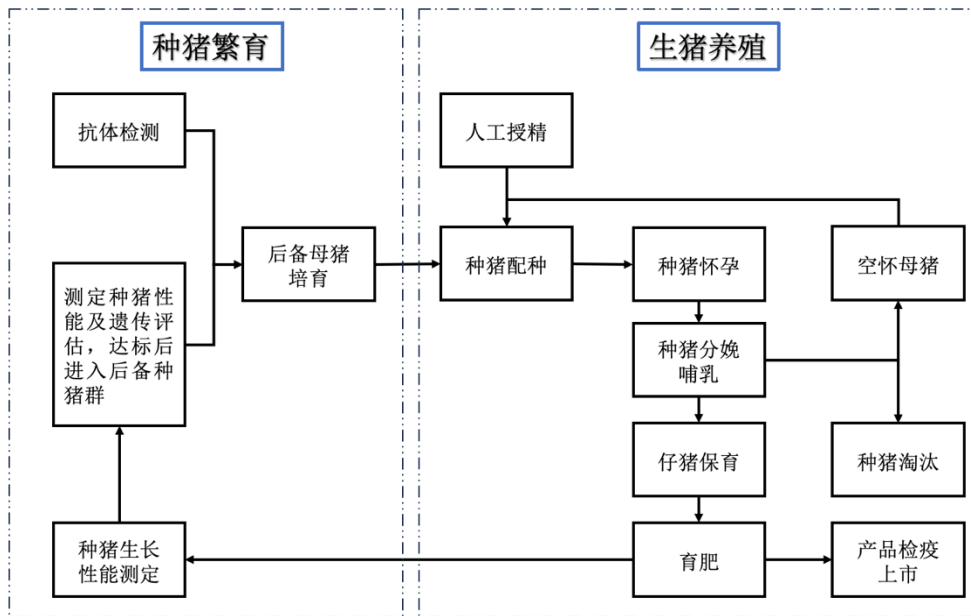 种猪繁育
生猪养殖
抗体检测
人工授精
后备母猪
培育
种猪配种
种猪怀孕
空怀母猪
测定种猪性
能及遗传评
估，达标后
进入后备种
猪群
种猪分娩
哺乳
仔猪保育
种猪淘汰
种猪生长
性能测定
育肥
产品检疫
上市